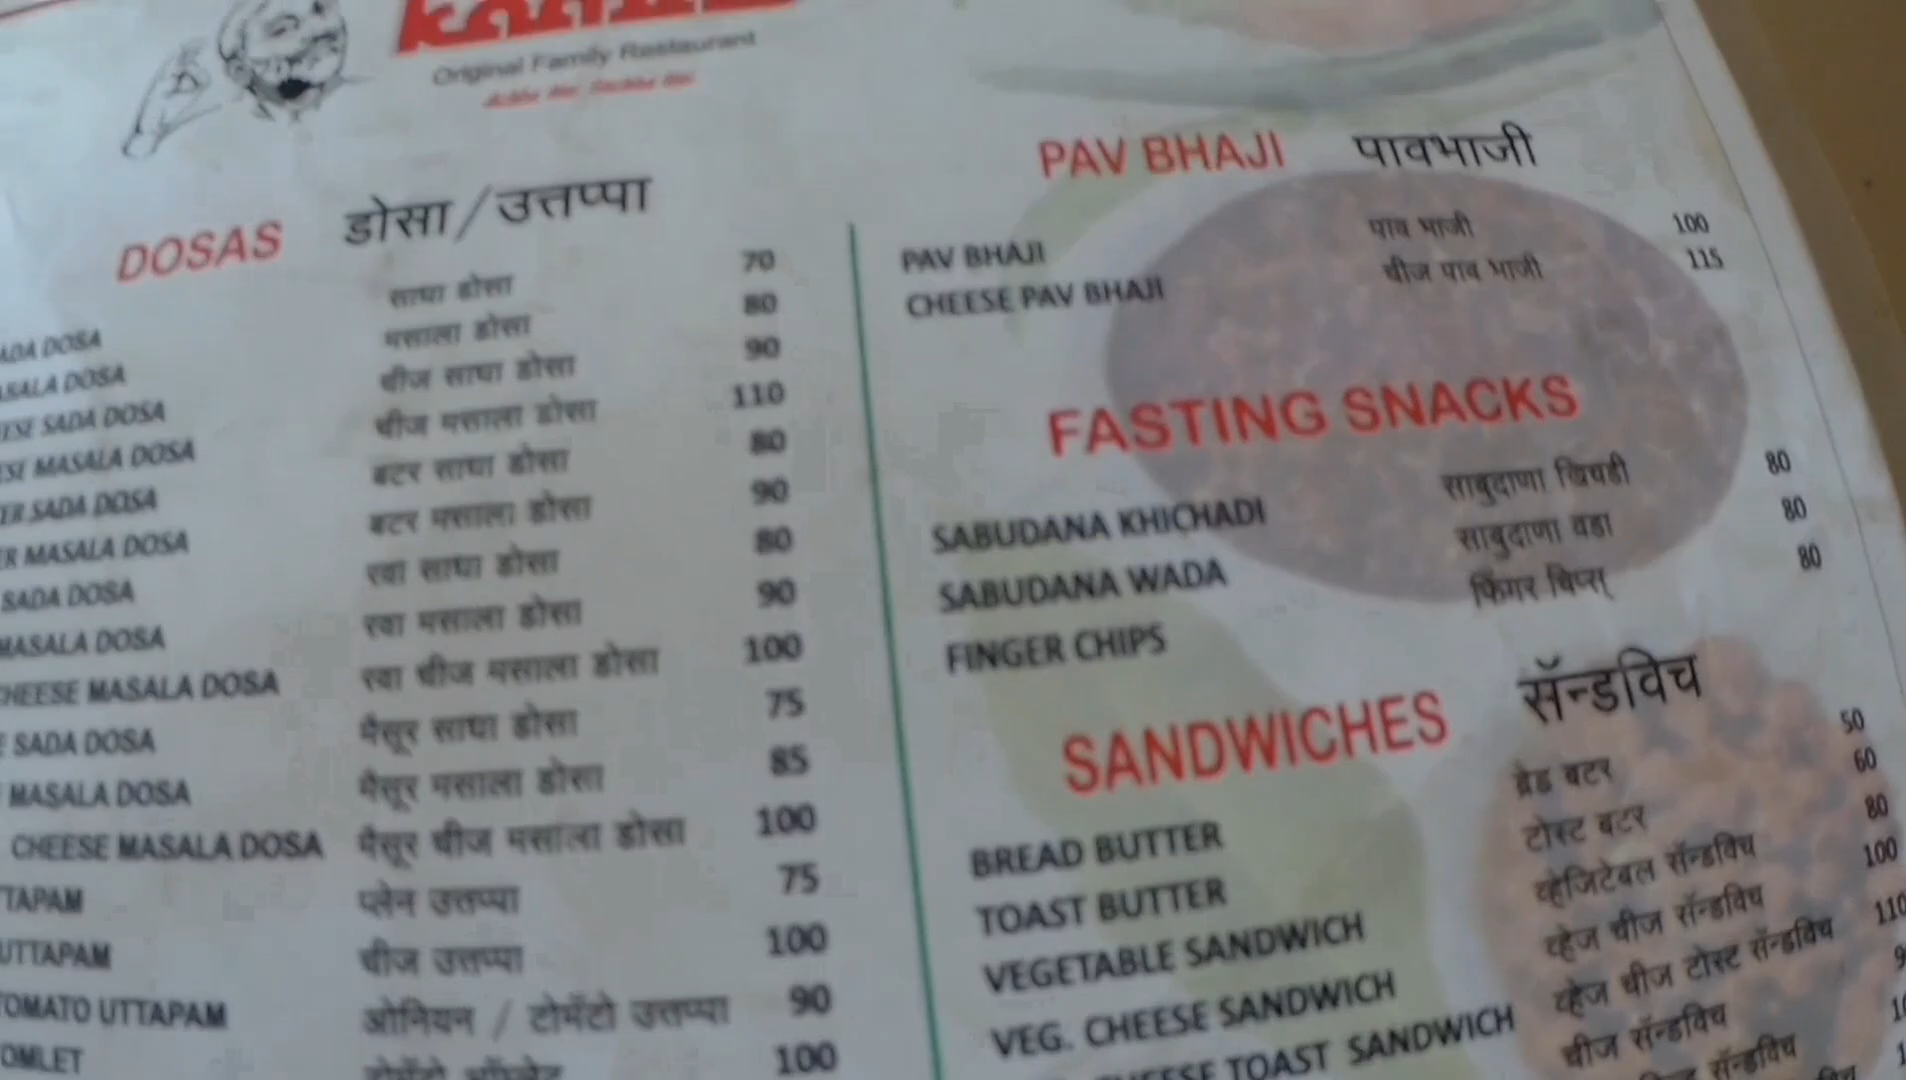 Original Family Restaurant
DOSAS डोसा/उत्तप्पा
ADA DOSA साधा डोसा 70
ASALA DOSA मसाला डोसा 80
ESE SADA DOSA चीज साधा डोसा 90
ESE MASALA DOSA चीज मसाला डोसा 110
ER SADA DOSA बटर साधा डोसा 80
ER MASALA DOSA बटर मसाला डोसा 90
SADA DOSA रवा साधा डोसा 80
MASALA DOSA रवा मसाला डोसा 90
CHEESE MASALA DOSA रवा चीज मसाला डोसा 100
E SADA DOSA मैसूर साधा डोसा 75
MASALA DOSA मैसूर मसाला डोसा 85
CHEESE MASALA DOSA मैसूर चीज मसाला डोसा 100
TTAPAM प्लेन उत्तप्पा 75
UTTAPAM चीज उत्तप्पा 100
TOMATO UTTAPAM ओनियन / टोमॅटो उत्तप्पा 90
OMLET 100
PAV BHAJI पावभाजी
PAV BHAJI पाव भाजी 100
CHEESE PAV BHAJI चीज पाव भाजी 115
FASTING SNACKS
SABUDANA KHICHADI साबुदाणा खिचडी 80
SABUDANA WADA साबुदाणा वडा 80
FINGER CHIPS फिंगर चिप्स् 80
SANDWICHES सॅन्डविच
BREAD BUTTER ब्रेड बटर 50
TOAST BUTTER टोस्ट बटर 60
VEGETABLE SANDWICH व्हेजिटेबल सॅन्डविच 80
VEG. CHEESE SANDWICH व्हेज चीज सॅन्डविच 100
CHEESE TOAST SANDWICH व्हेज चीज टोस्ट सॅन्डविच 110
चीज सॅन्डविच
सॅन्डविच